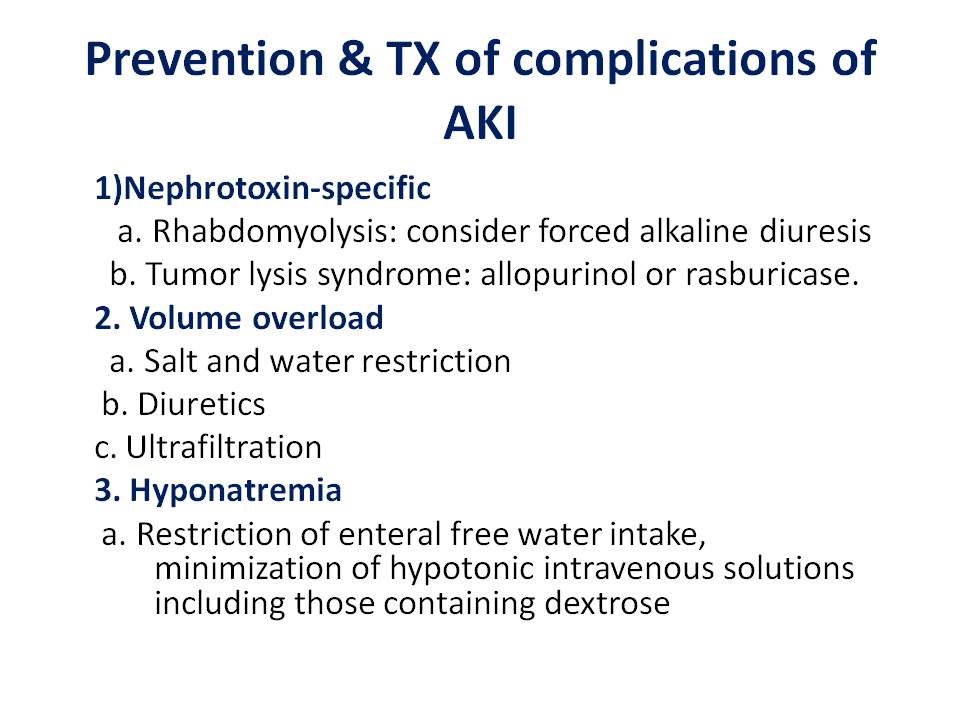 Prevention & TX of complications of
AKI
1)Nephrotoxin-specific
a. Rhabdomyolysis: consider forced alkaline diuresis
b. Tumor lysis syndrome: allopurinol or rasburicase.
2. Volume overload
a. Salt and water restriction
b. Diuretics
c. Ultrafiltration
3. Hyponatremia
a. Restriction of enteral free water intake,
minimization of hypotonic intravenous solutions
including those containing dextrose